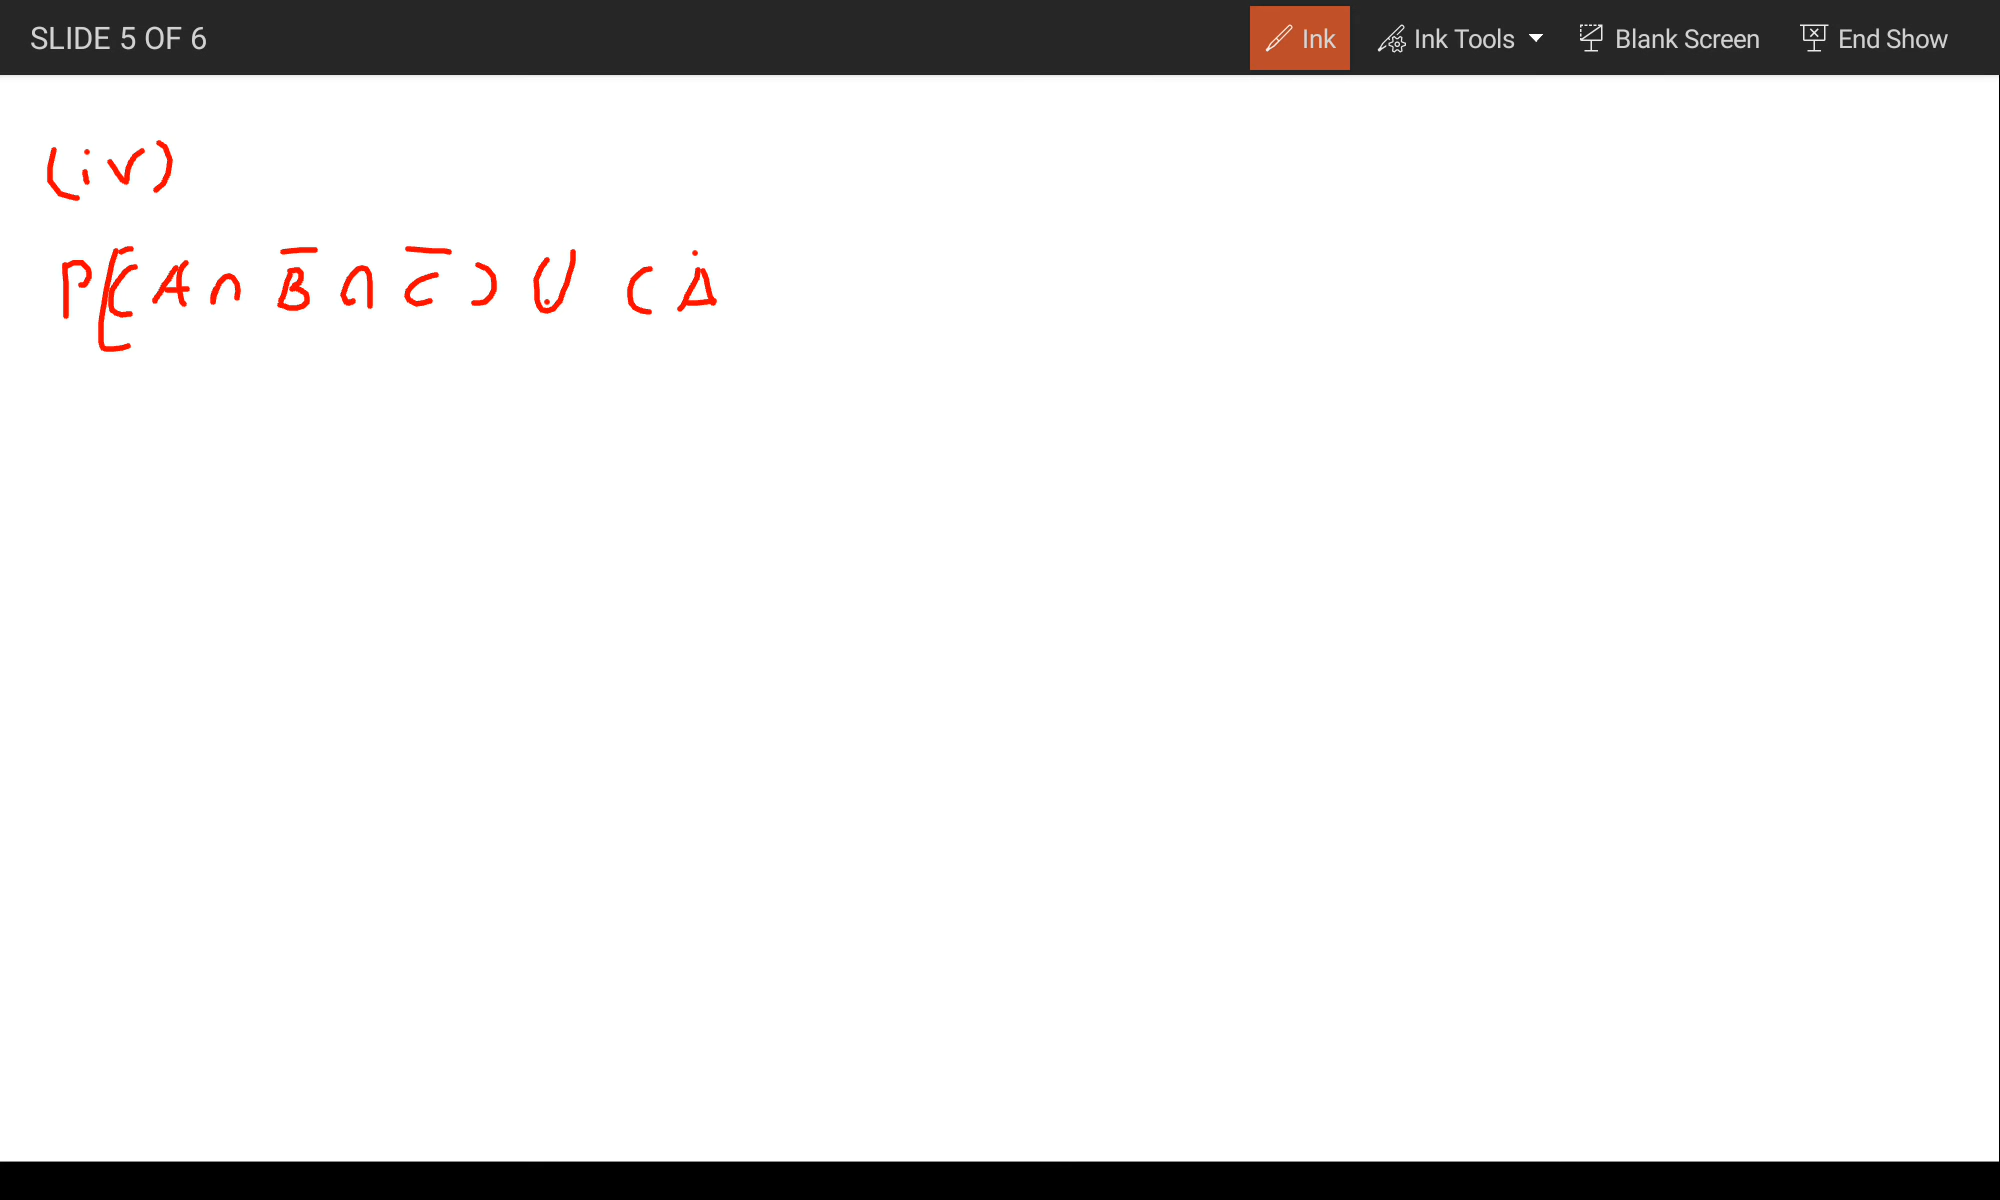 SLIDE 5 OF 6
Ink
Ink Tools
Blank Screen
End Show
(iv)
P[(A ∩ B̅ ∩ C̅) ∪ (A